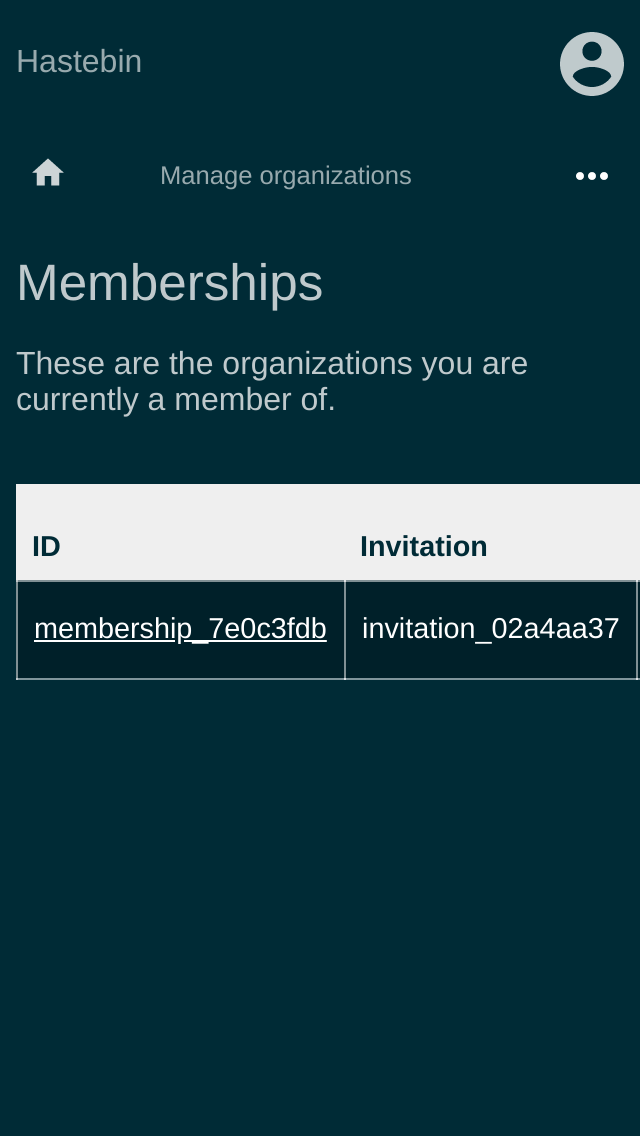 Hastebin
Manage organizations
Memberships
These are the organizations you are
currently a member of.
ID Invitation
membership_7e0c3fdb invitation_02a4aa37